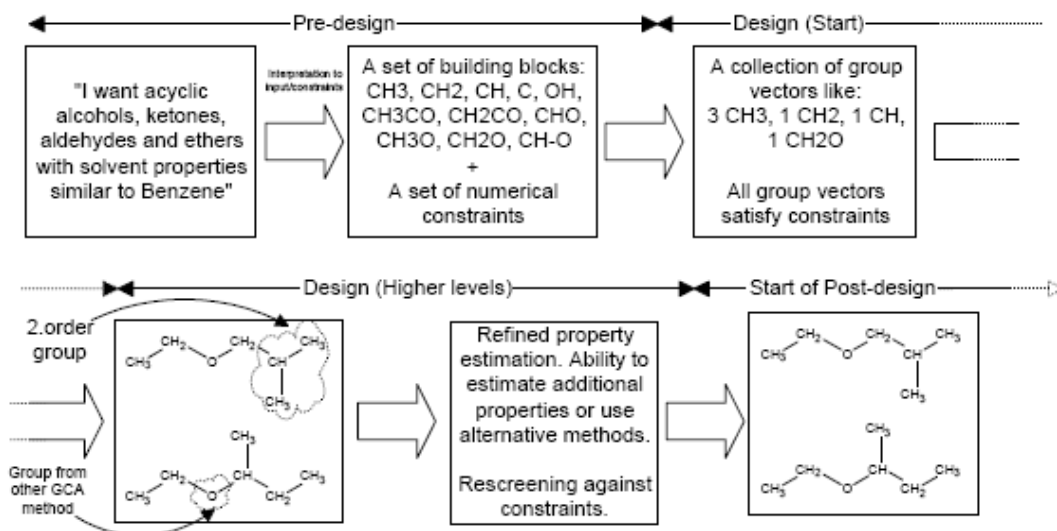 Pre-design
Design (Start)
"I want acyclic
alcohols, ketones,
aldehydes and ethers
with solvent properties
similar to Benzene"
Interpretation to
input/constraints
A set of building blocks:
CH3, CH2, CH, C, OH,
CH3CO, CH2CO, CHO,
CH3O, CH2O, CH-O
+
A set of numerical
constraints
A collection of group
vectors like:
3 CH3, 1 CH2, 1 CH,
1 CH2O
All group vectors
satisfy constraints
Design (Higher levels)
Start of Post-design
2.order
group
CH₃
CH₂
O
CH₂
CH
CH₃
CH₃
CH₃
CH₃
CH₂
O
CH
CH₂
CH₃
Group from
other GCA
method
Refined property
estimation. Ability to
estimate additional
properties or use
alternative methods.
Rescreening against
constraints.
CH₃
CH₂
O
CH₂
CH
CH₃
CH₃
CH₃
CH₃
CH₂
O
CH
CH₂
CH₃